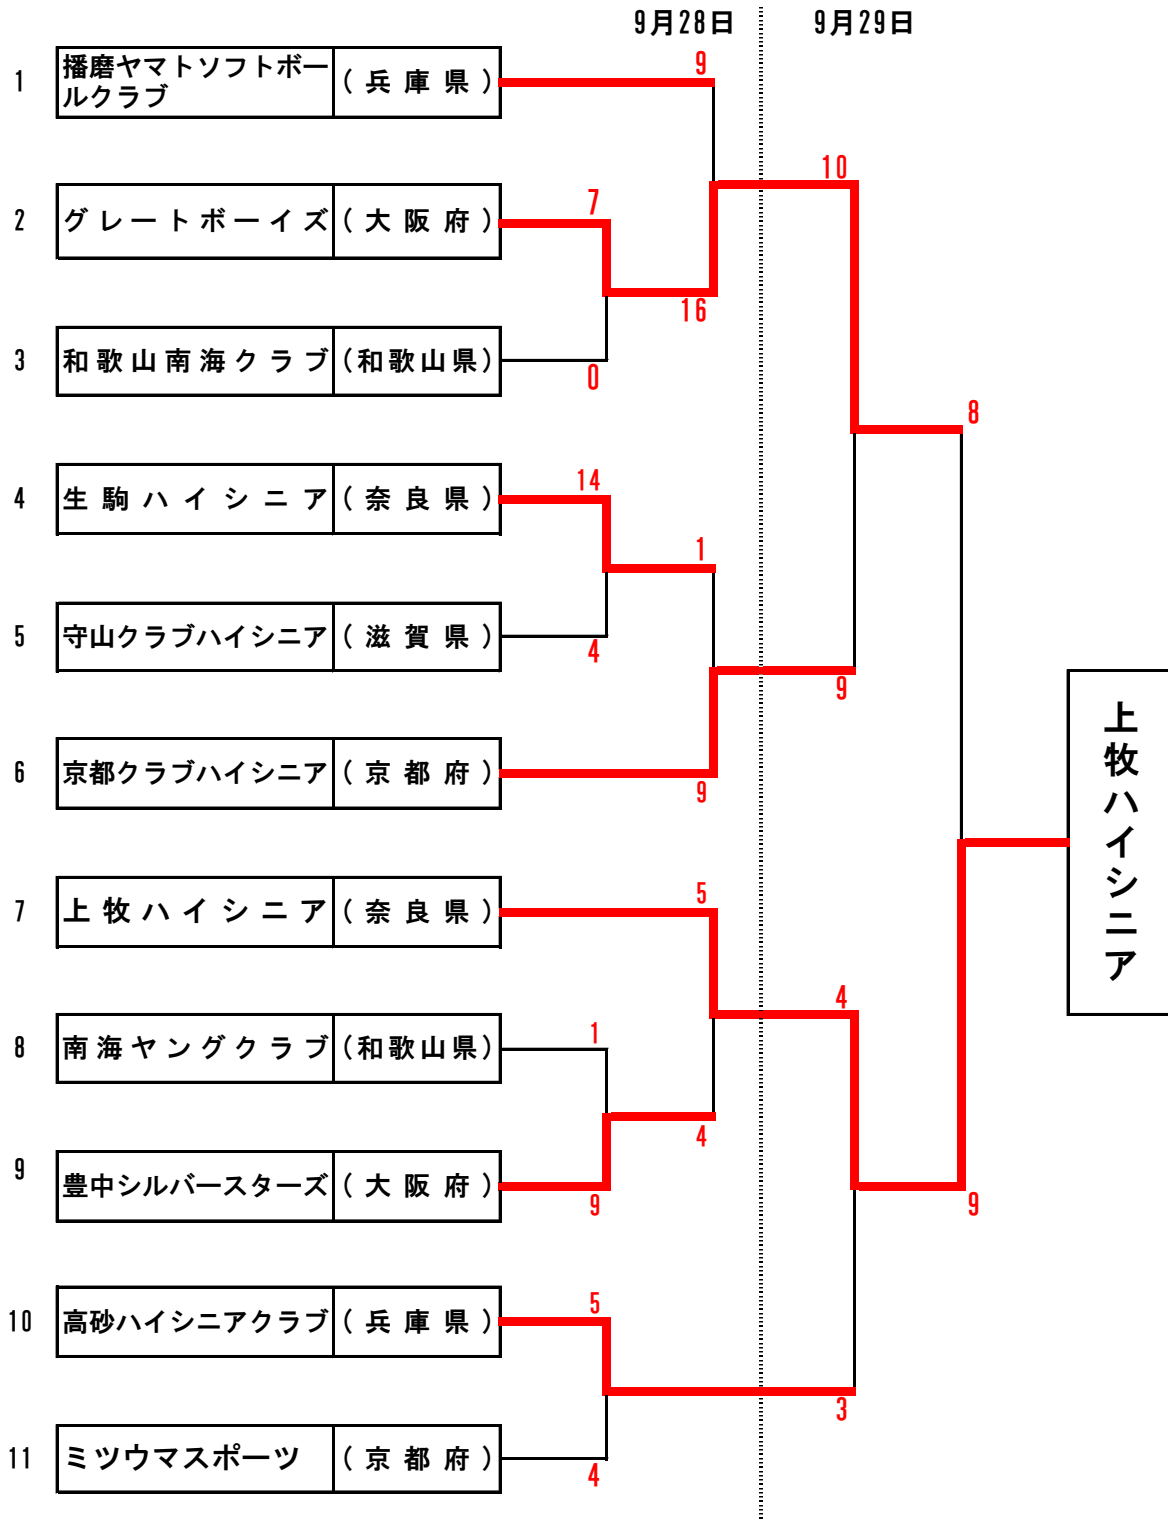 9月28日 9月29日
1 播磨ヤマトソフトボー
ルクラブ (兵庫県) 9
10
2 グレートボーイズ (大阪府) 7
16
3 和歌山南海クラブ (和歌山県) 0
8
4 生駒ハイシニア (奈良県) 14
1
5 守山クラブハイシニア (滋賀県) 4
9
6 京都クラブハイシニア (京都府) 9
上牧ハイシニア
7 上牧ハイシニア (奈良県) 5
4
8 南海ヤングクラブ (和歌山県) 1
4
9 豊中シルバースターズ (大阪府) 9
9
10 高砂ハイシニアクラブ (兵庫県) 5
3
11 ミツウマスポーツ (京都府) 4